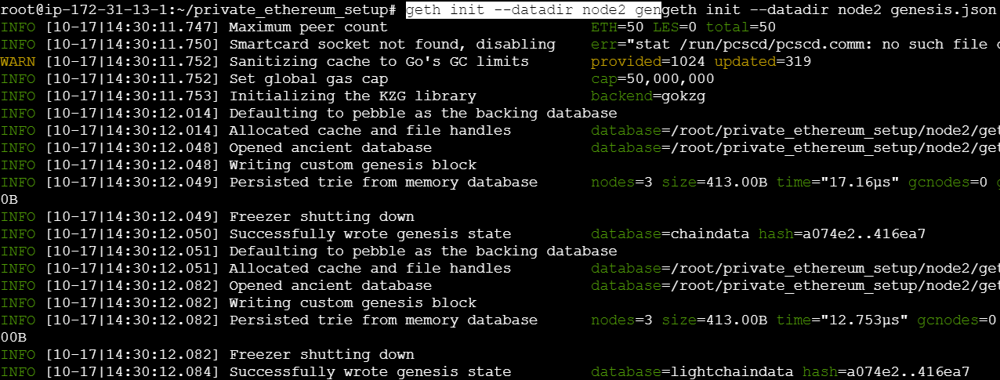 root@ip-172-31-13-1:~/private_ethereum_setup# geth init --datadir node2 gengeth init --datadir node2 genesis.json
INFO [10-17|14:30:11.747] Maximum peer count ETH=50 LES=0 total=50
INFO [10-17|14:30:11.750] Smartcard socket not found, disabling err="stat /run/pcscd/pcscd.comm: no such file
WARN [10-17|14:30:11.752] Sanitizing cache to Go's GC limits provided=1024 updated=319
INFO [10-17|14:30:11.752] Set global gas cap cap=50,000,000
INFO [10-17|14:30:11.753] Initializing the KZG library backend=gokzg
INFO [10-17|14:30:12.014] Defaulting to pebble as the backing database
INFO [10-17|14:30:12.014] Allocated cache and file handles database=/root/private_ethereum_setup/node2/get
INFO [10-17|14:30:12.048] Opened ancient database database=/root/private_ethereum_setup/node2/get
INFO [10-17|14:30:12.048] Writing custom genesis block
INFO [10-17|14:30:12.049] Persisted trie from memory database nodes=3 size=413.00B time="17.16µs" gcnodes=0
0B
INFO [10-17|14:30:12.049] Freezer shutting down
INFO [10-17|14:30:12.050] Successfully wrote genesis state database=chaindata hash=a074e2..416ea7
INFO [10-17|14:30:12.051] Defaulting to pebble as the backing database
INFO [10-17|14:30:12.051] Allocated cache and file handles database=/root/private_ethereum_setup/node2/get
INFO [10-17|14:30:12.082] Opened ancient database database=/root/private_ethereum_setup/node2/get
INFO [10-17|14:30:12.082] Writing custom genesis block
INFO [10-17|14:30:12.082] Persisted trie from memory database nodes=3 size=413.00B time="12.753µs" gcnodes=0
00B
INFO [10-17|14:30:12.082] Freezer shutting down
INFO [10-17|14:30:12.084] Successfully wrote genesis state database=lightchaindata hash=a074e2..416ea7